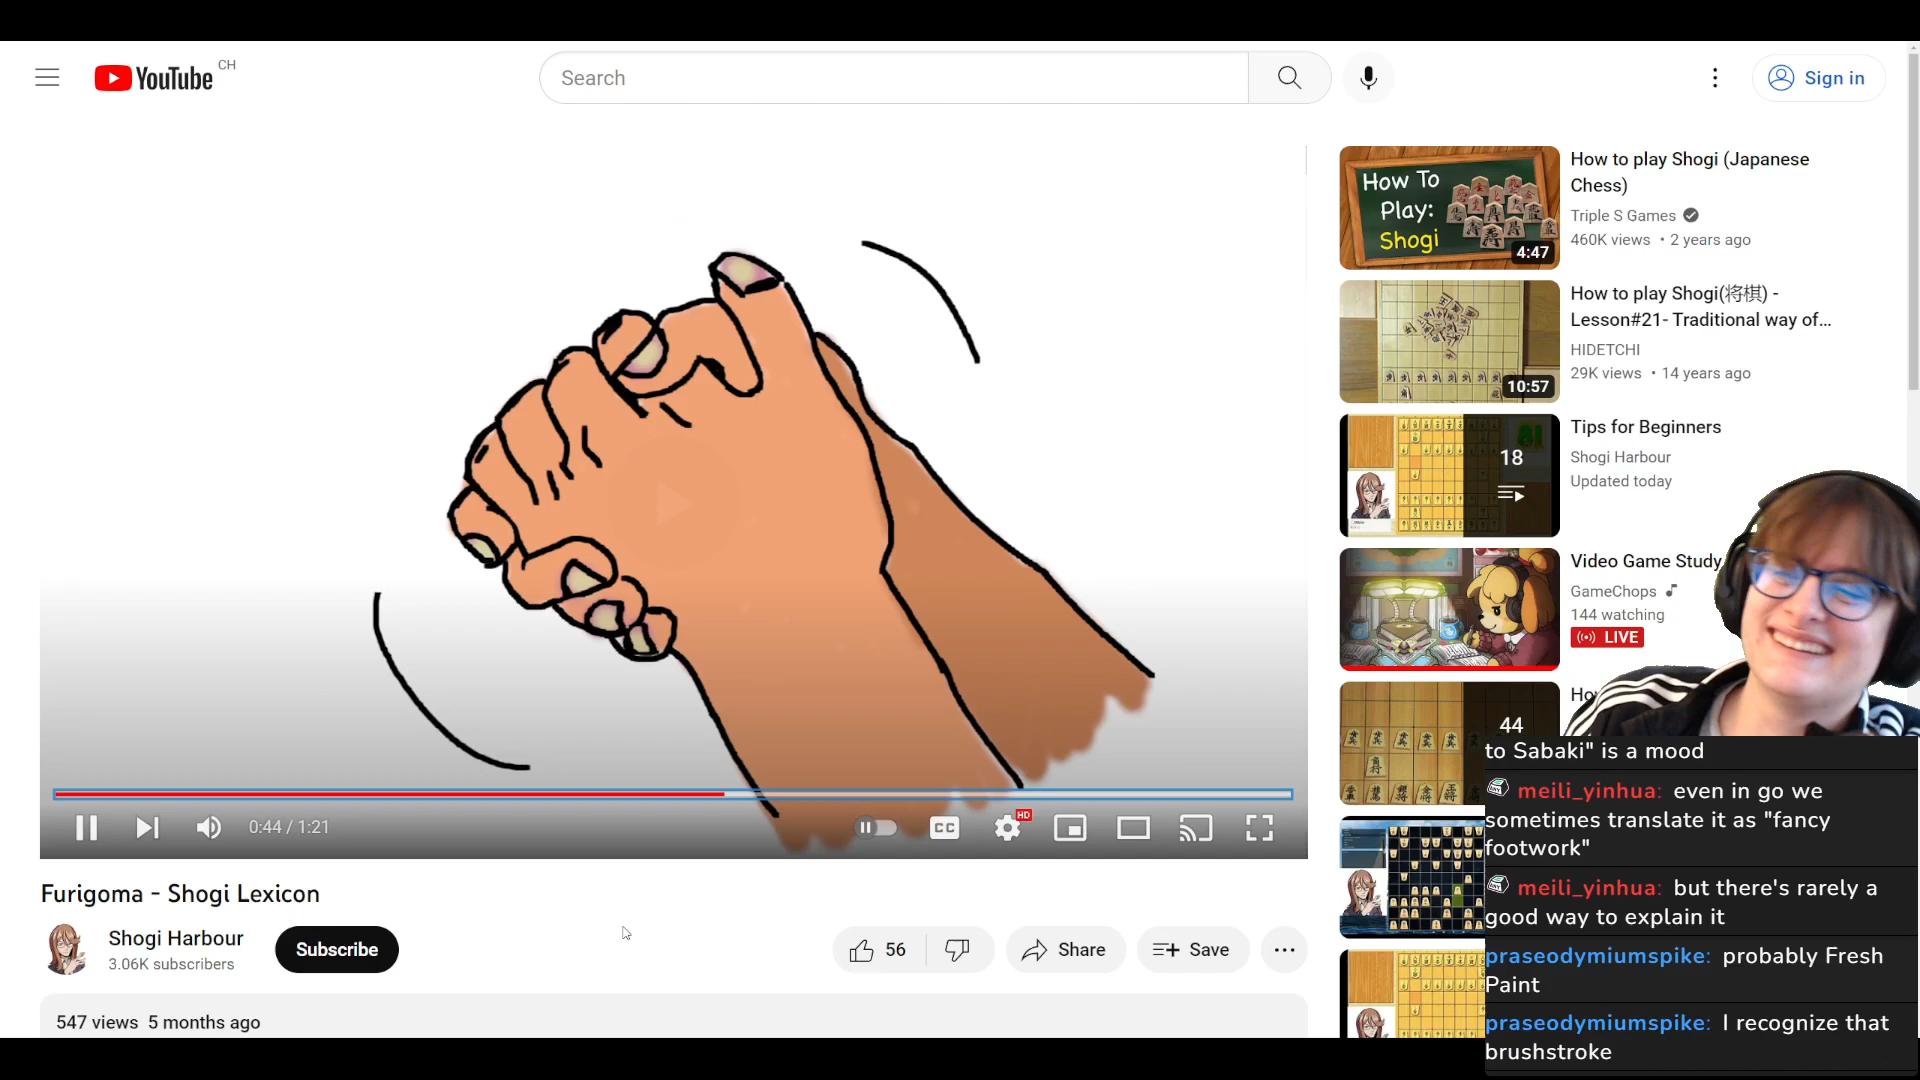 YouTube CH
Search
Sign in
How To
Play:
Shogi
4:47
How to play Shogi (Japanese
Chess)
Triple S Games
460K views • 2 years ago
10:57
How to play Shogi(将棋) -
Lesson#21- Traditional way of...
HIDETCHI
29K views • 14 years ago
18
Tips for Beginners
Shogi Harbour
Updated today
Video Game Study
GameChops
144 watching
LIVE
44
Ho
0:44 / 1:21
CC
HD
Furigoma - Shogi Lexicon
Shogi Harbour
3.06K subscribers
Subscribe
56
Share
Save
547 views 5 months ago
to Sabaki" is a mood
meili_yinhua: even in go we
sometimes translate it as "fancy
footwork"
meili_yinhua: but there's rarely a
good way to explain it
praseodymiumspike: probably Fresh
Paint
praseodymiumspike: I recognize that
brushstroke